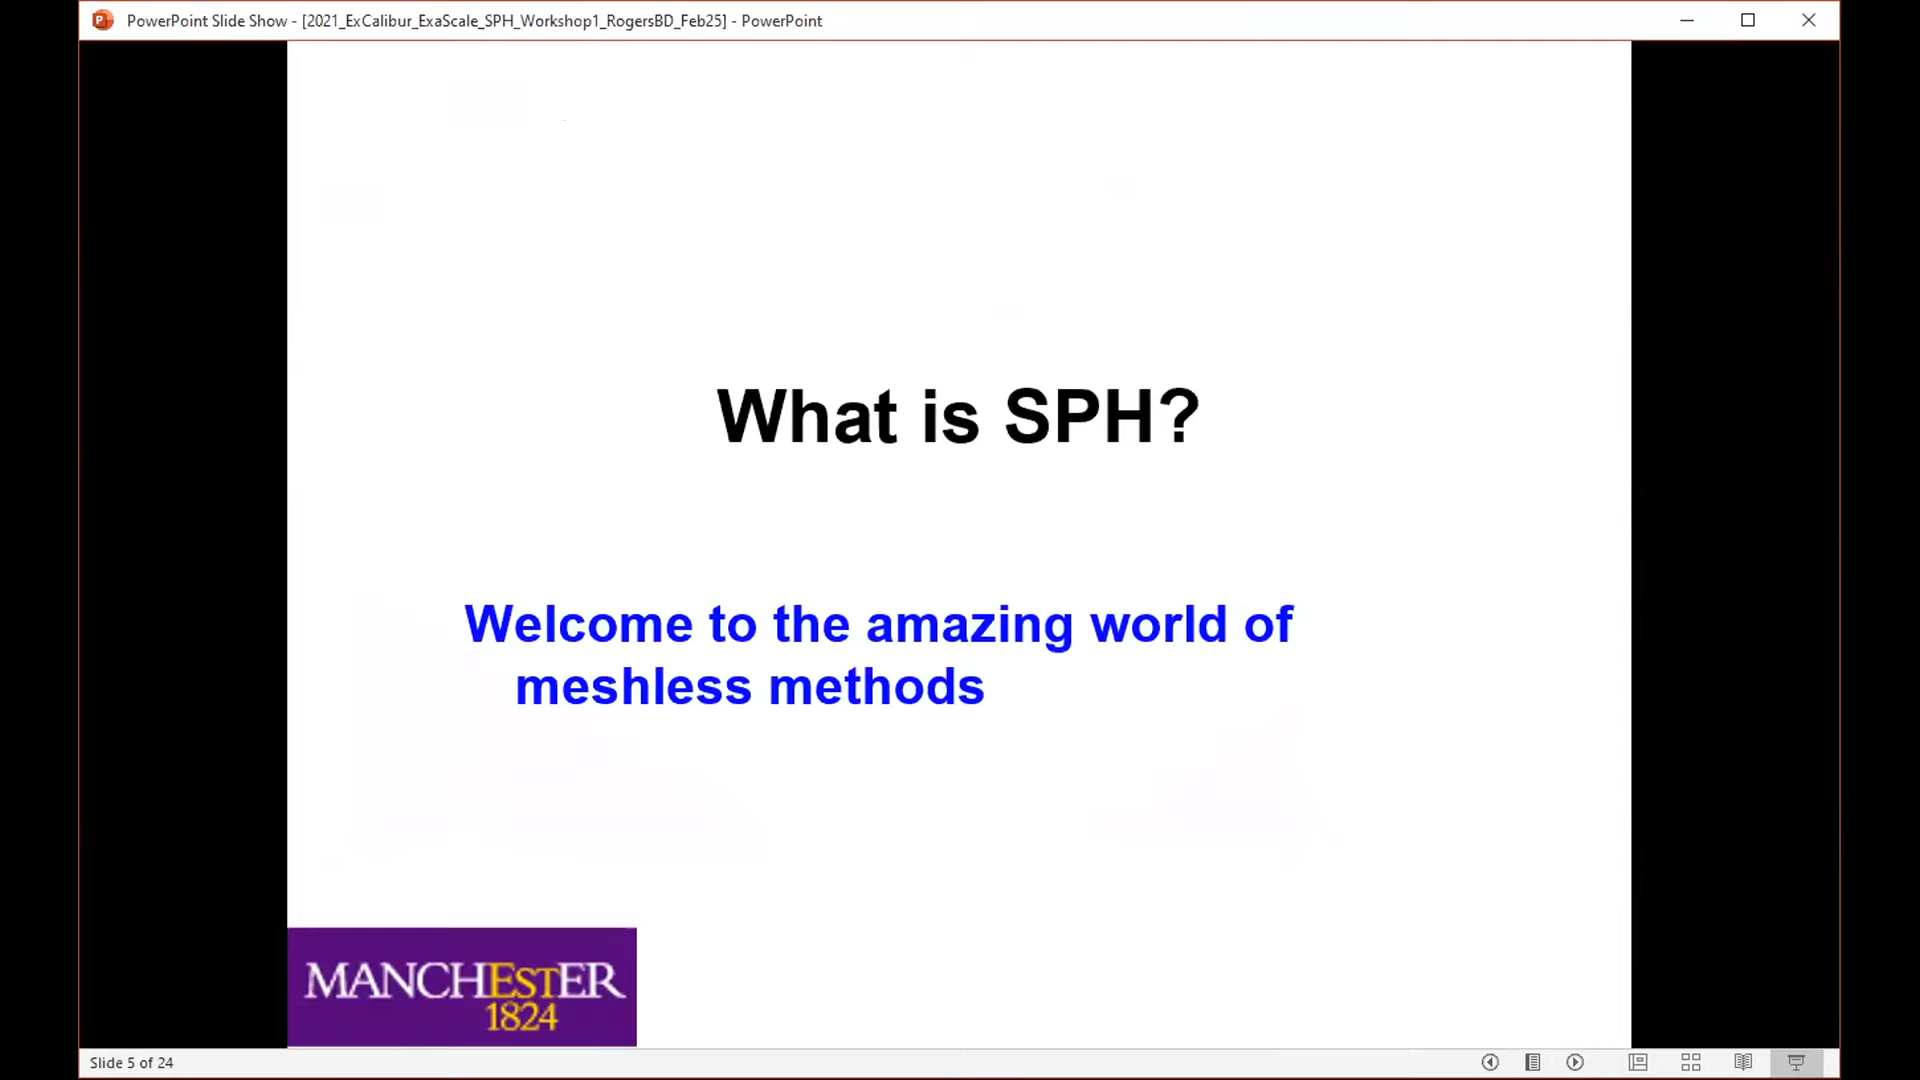 PowerPoint Slide Show - [2021_ExCalibur_ExaScale_SPH_Workshop1_RogersBD_Feb25] - PowerPoint
What is SPH?
Welcome to the amazing world of
meshless methods
MANCHESTER
1824
Slide 5 of 24